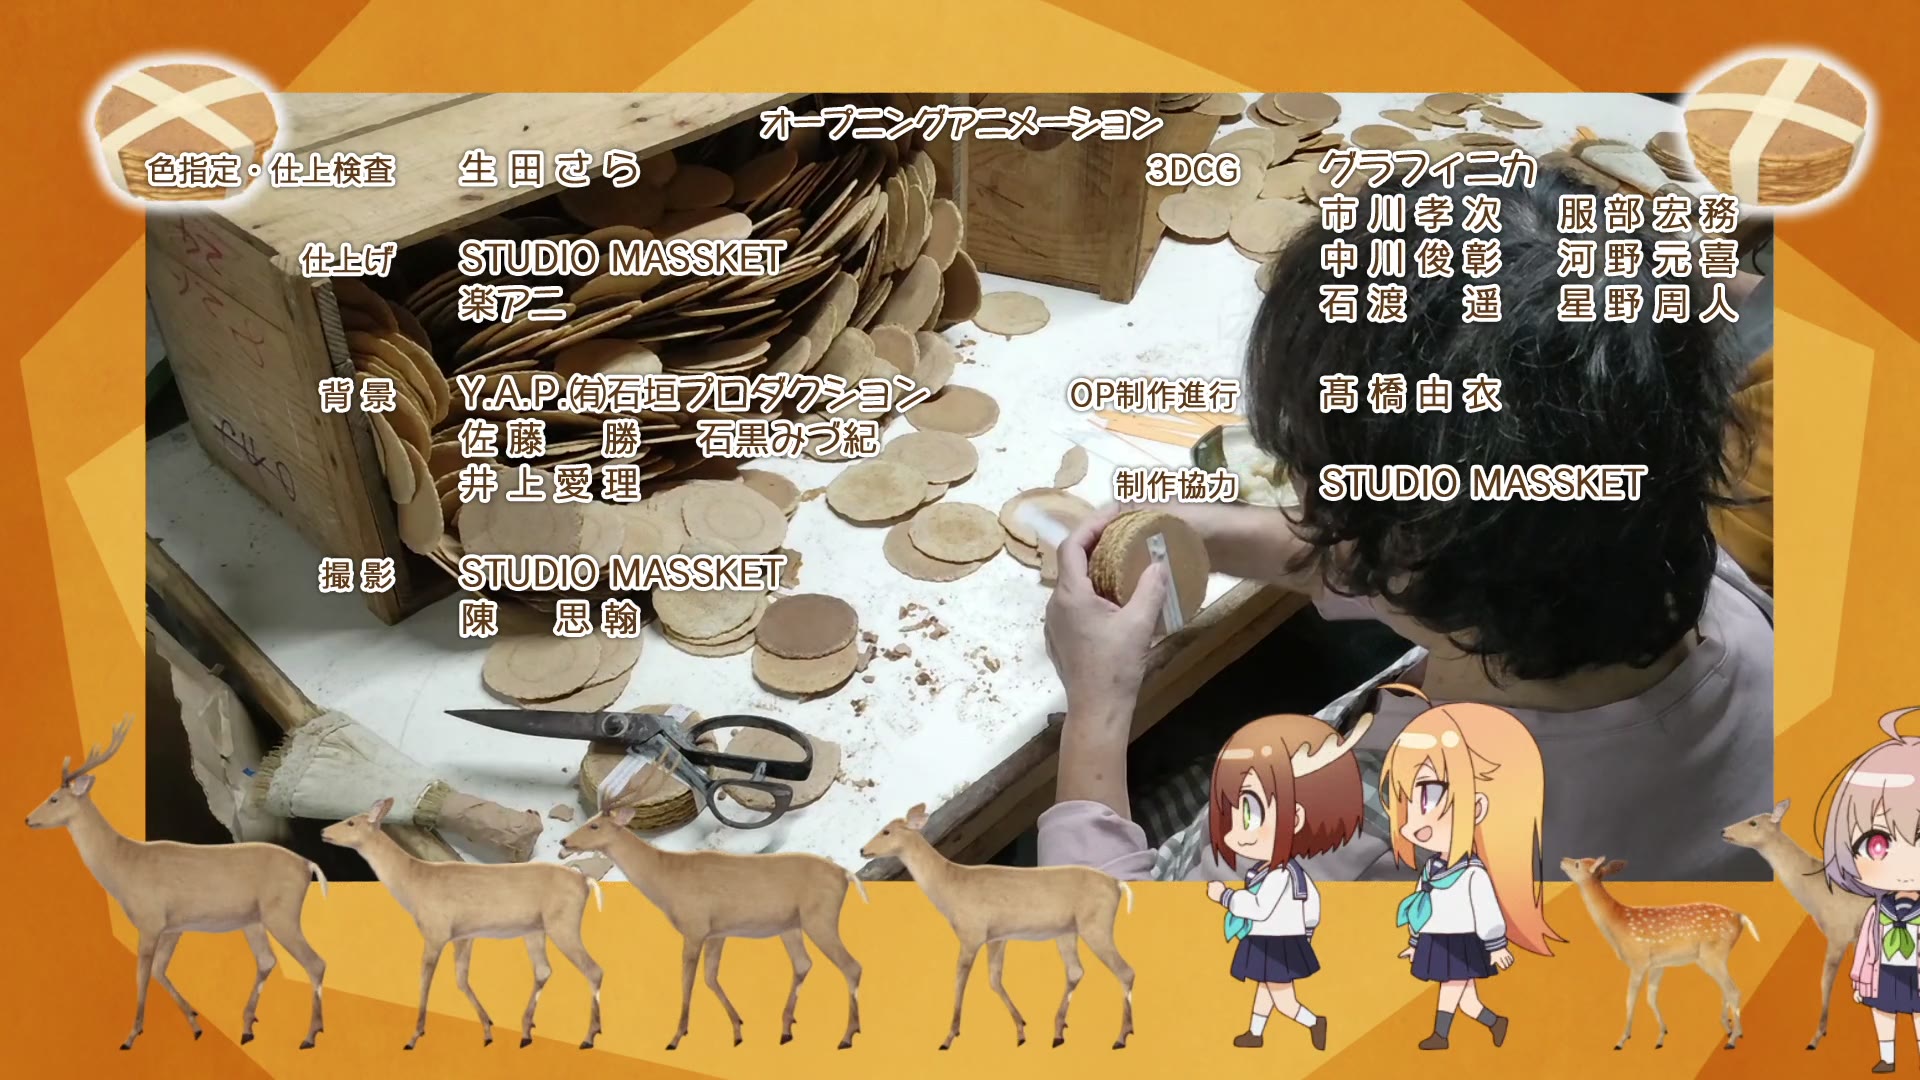 オープニングアニメーション
色指定・仕上検査 生田さら
仕上げ STUDIO MASSKET
楽アニ
背景 Y.A.P.㈲石垣プロダクション
佐藤 勝 石黒みづ紀
井上愛理
撮影 STUDIO MASSKET
陳 思翰
3DCG グラフィニカ
市川孝次 服部宏務
中川俊彰 河野元喜
石渡 遥 星野周人
OP制作進行 髙橋由衣
制作協力 STUDIO MASSKET